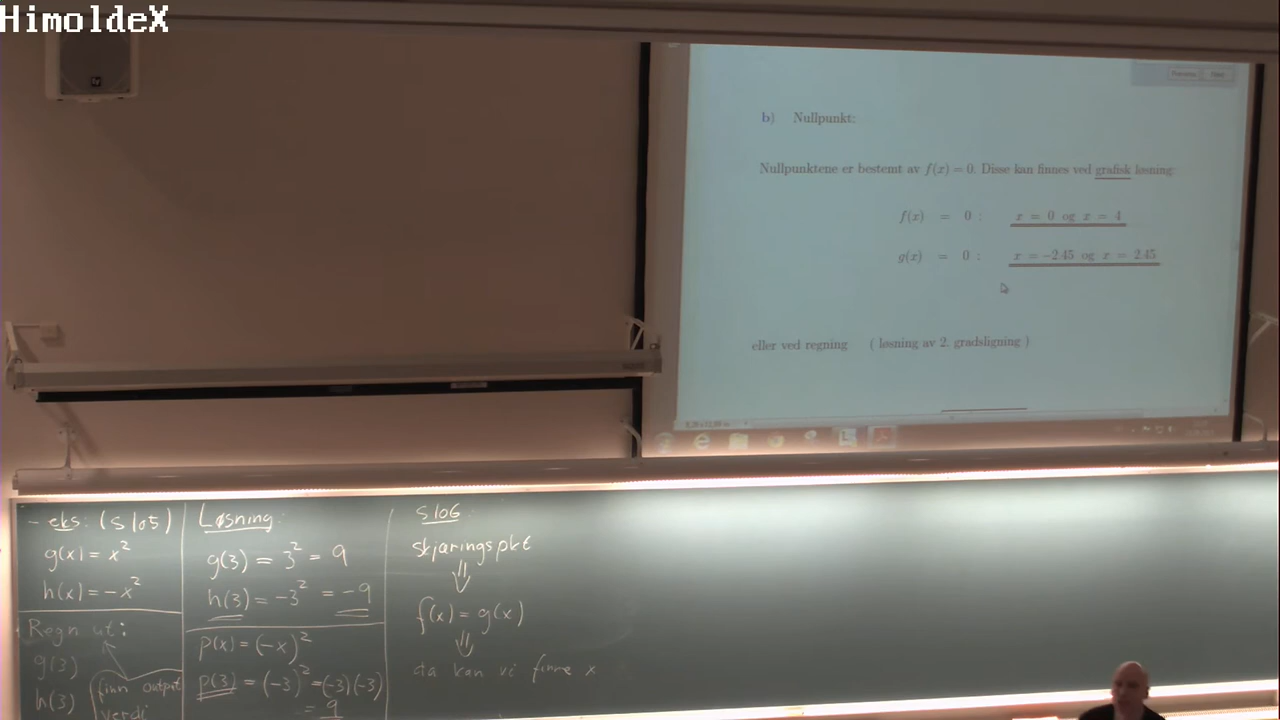 HimoldeX
b) Nullpunkt:
Nullpunktene er bestemt av f(x) = 0. Disse kan finnes ved grafisk løsning:
f(x) = 0 : x = 0 og x = 4
g(x) = 0 : x = −2.45 og x = 2.45
eller ved regning ( løsning av 2. gradsligning )
- eks: (s 105)
g(x) = x²
h(x) = -x²
Regn ut:
g(3)
h(3)
finn output
verdi
Løsning:
g(3) = 3² = 9
h(3) = -3² = -9
p(x) = (-x)²
p(3) = (-3)² = (-3)(-3)
= 9
s 106:
skjæringspkt
⇓
f(x) = g(x)
⇓
da kan vi finne x